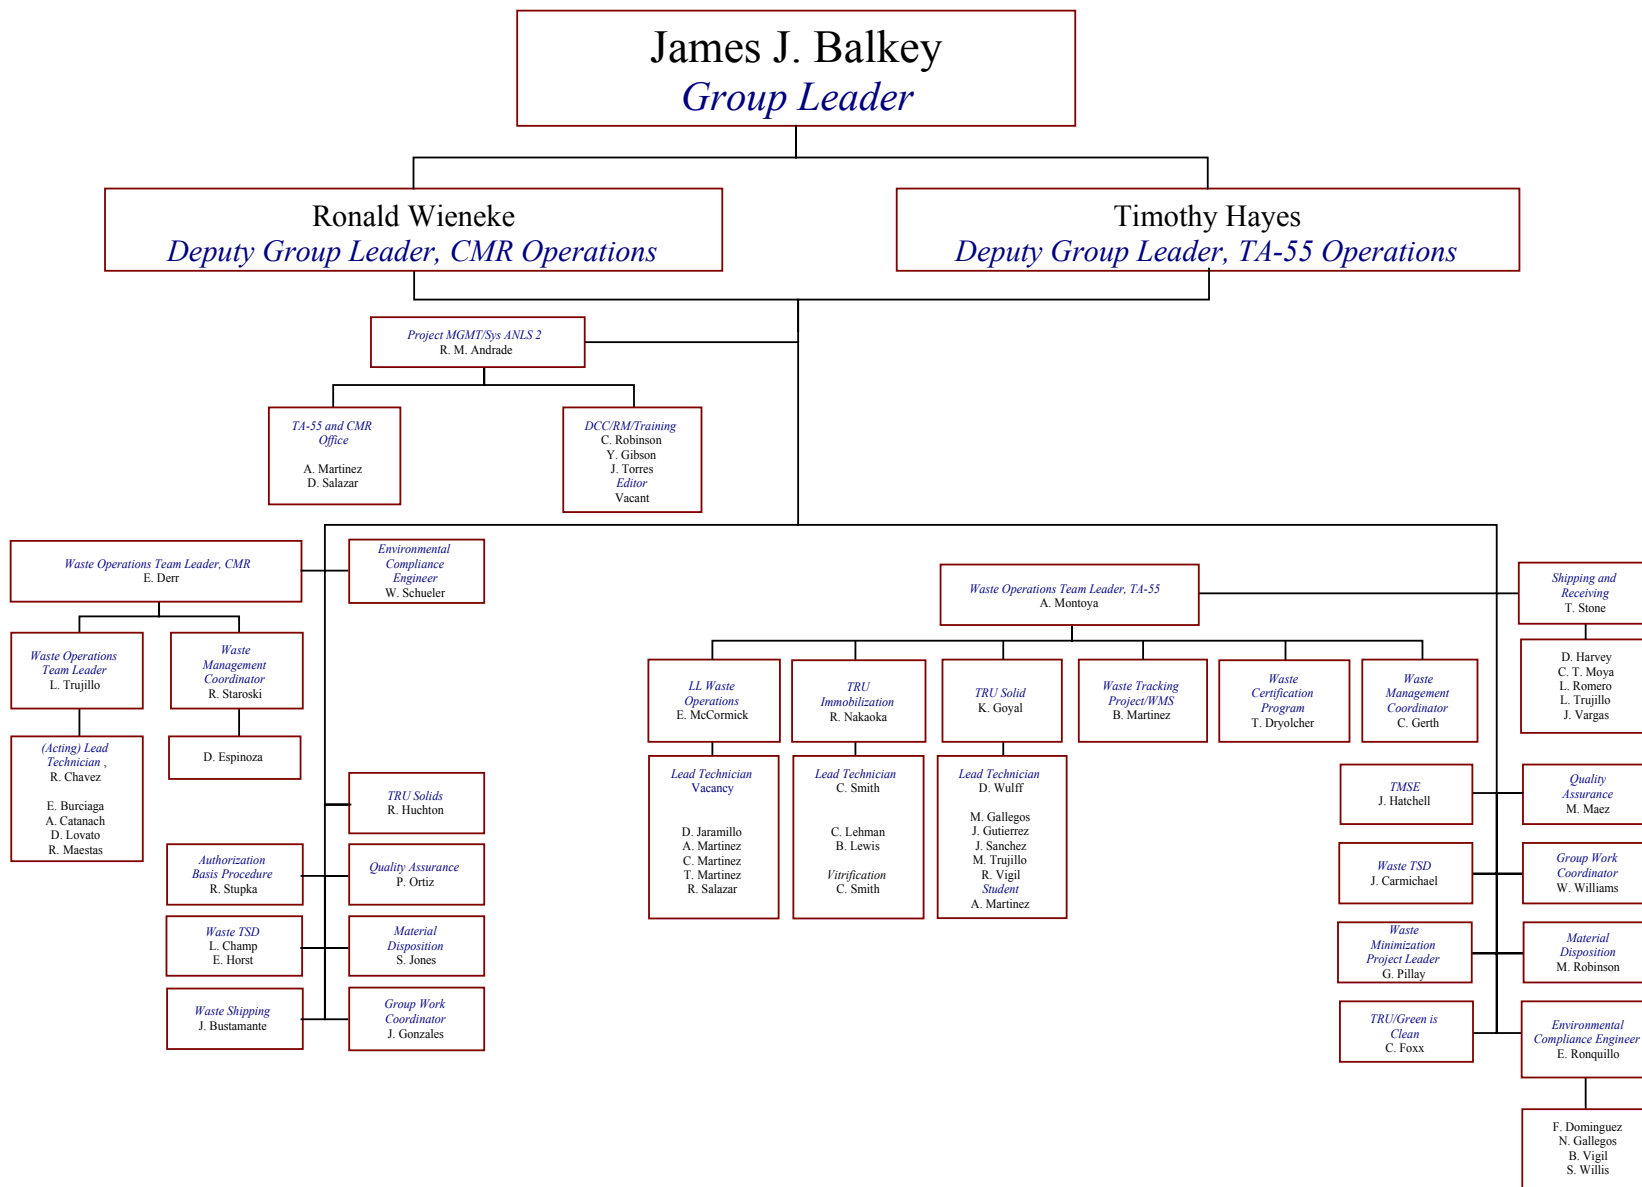 James J. Balkey
Group Leader
Ronald Wieneke
Deputy Group Leader, CMR Operations
Timothy Hayes
Deputy Group Leader, TA-55 Operations
Project MGMT/Sys ANLS 2
R. M. Andrade
TA-55 and CMR
Office
A. Martinez
D. Salazar
DCC/RM/Training
C. Robinson
Y. Gibson
J. Torres
Editor
Vacant
Waste Operations Team Leader, CMR
E. Derr
Environmental
Compliance
Engineer
W. Schueler
Waste Operations
Team Leader
L. Trujillo
Waste
Management
Coordinator
R. Staroski
(Acting) Lead
Technician ,
R. Chavez
E. Burciaga
A. Catanach
D. Lovato
R. Maestas
D. Espinoza
TRU Solids
R. Huchton
Authorization
Basis Procedure
R. Stupka
Quality Assurance
P. Ortiz
Waste TSD
L. Champ
E. Horst
Material
Disposition
S. Jones
Waste Shipping
J. Bustamante
Group Work
Coordinator
J. Gonzales
Waste Operations Team Leader, TA-55
A. Montoya
Shipping and
Receiving
T. Stone
D. Harvey
C. T. Moya
L. Romero
L. Trujillo
J. Vargas
LL Waste
Operations
E. McCormick
TRU
Immobilization
R. Nakaoka
TRU Solid
K. Goyal
Waste Tracking
Project/WMS
B. Martinez
Waste
Certification
Program
T. Dryolcher
Waste
Management
Coordinator
C. Gerth
Lead Technician
Vacancy
D. Jaramillo
A. Martinez
C. Martinez
T. Martinez
R. Salazar
Lead Technician
C. Smith
C. Lehman
B. Lewis
Vitrification
C. Smith
Lead Technician
D. Wulff
M. Gallegos
J. Gutierrez
J. Sanchez
M. Trujillo
R. Vigil
Student
A. Martinez
TMSE
J. Hatchell
Quality
Assurance
M. Maez
Waste TSD
J. Carmichael
Group Work
Coordinator
W. Williams
Waste
Minimization
Project Leader
G. Pillay
Material
Disposition
M. Robinson
TRU/Green is
Clean
C. Foxx
Environmental
Compliance Engineer
E. Ronquillo
F. Dominguez
N. Gallegos
B. Vigil
S. Willis